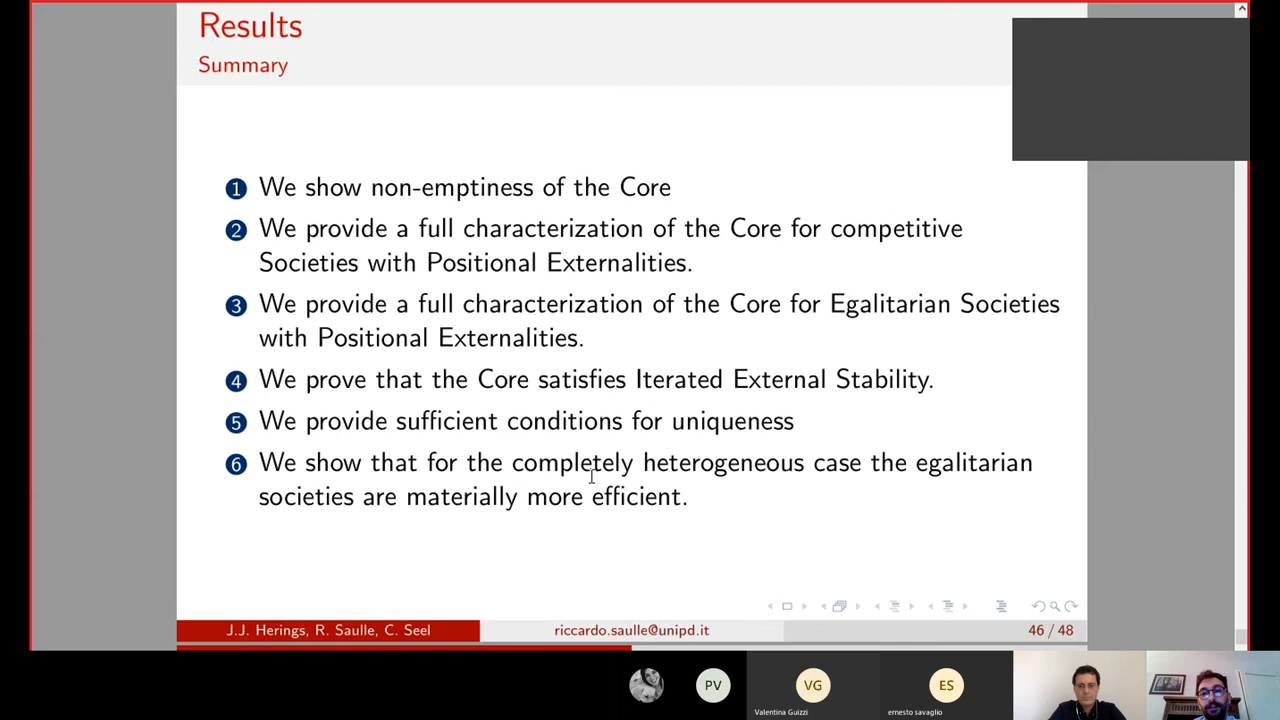 Results
Summary
1 We show non-emptiness of the Core
2 We provide a full characterization of the Core for competitive
Societies with Positional Externalities.
3 We provide a full characterization of the Core for Egalitarian Societies
with Positional Externalities.
4 We prove that the Core satisfies Iterated External Stability.
5 We provide sufficient conditions for uniqueness
6 We show that for the completely heterogeneous case the egalitarian
societies are materially more efficient.
J.J. Herings, R. Saulle, C. Seel
riccardo.saulle@unipd.it
46 / 48
PV
VG
ES
Valentina Guizzi
ernesto savaglio